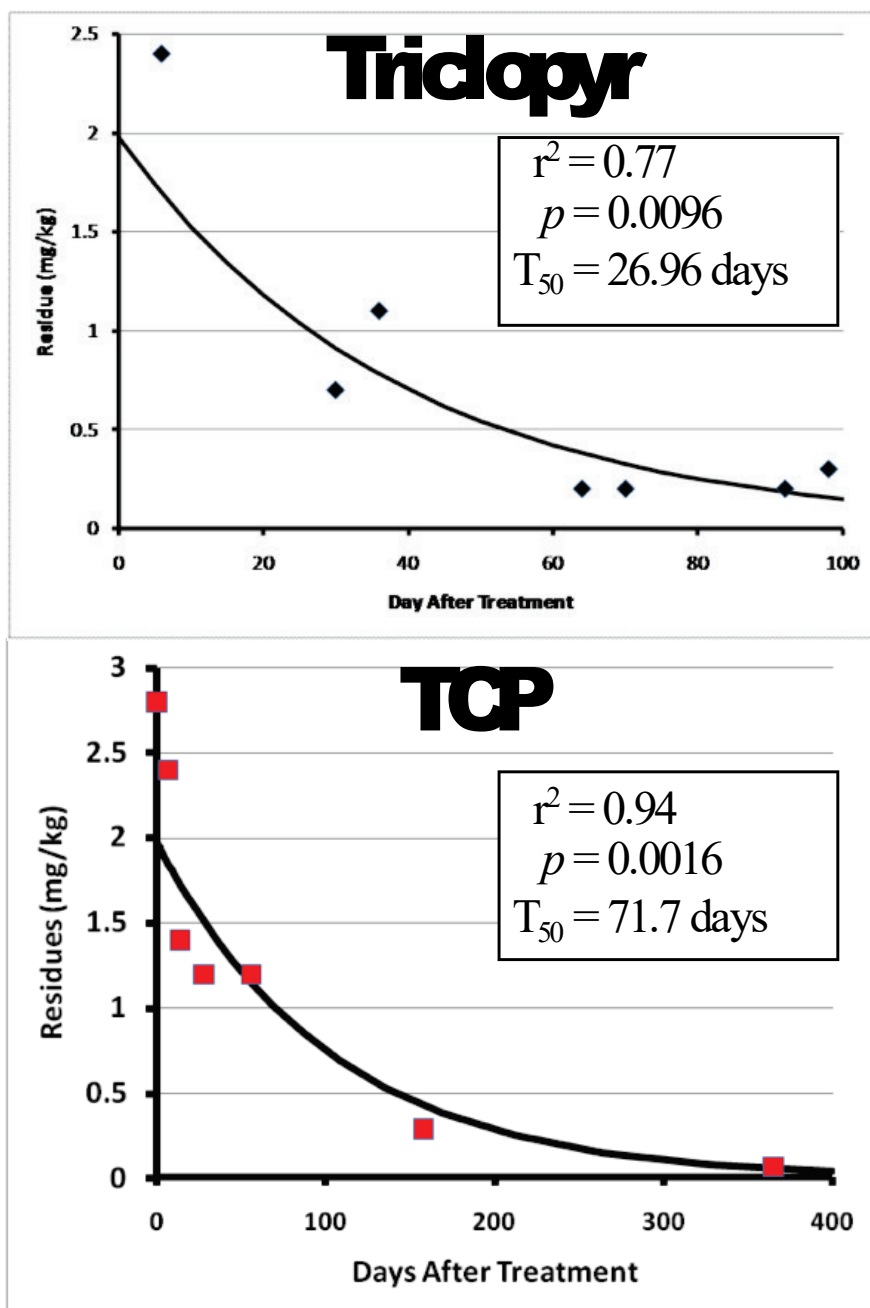 Triclopyr
2.5
2
1.5
1
0.5
0
r² = 0.77
p = 0.0096
T₅₀ = 26.96 days
Residue (mg/kg)
0 20 40 60 80 100
Day After Treatment
TCP
3
2.5
2
1.5
1
0.5
0
r² = 0.94
p = 0.0016
T₅₀ = 71.7 days
Residues (mg/kg)
0 100 200 300 400
Days After Treatment